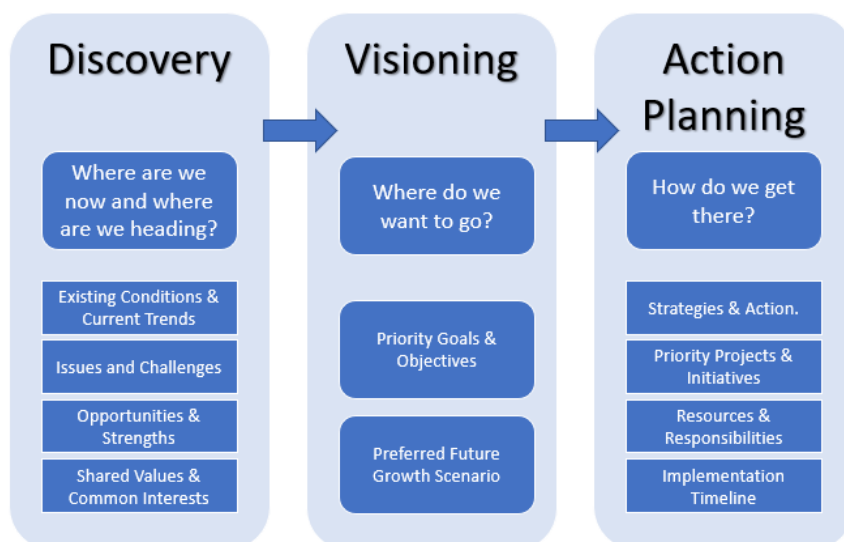 Discovery
Where are we
now and where
are we heading?
Existing Conditions &
Current Trends
Issues and Challenges
Opportunities &
Strengths
Shared Values &
Common Interests
Visioning
Where do we
want to go?
Priority Goals &
Objectives
Preferred Future
Growth Scenario
Action
Planning
How do we get
there?
Strategies & Action.
Priority Projects &
Initiatives
Resources &
Responsibilities
Implementation
Timeline